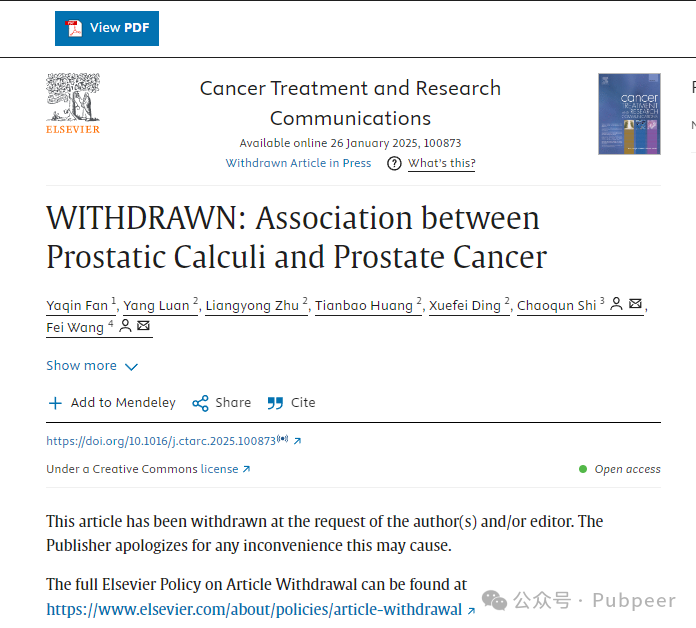 View PDF
ELSEVIER
Cancer Treatment and Research
Communications
Available online 26 January 2025, 100873
Withdrawn Article in Press What's this?
cancer
TREATMENT
and RESEARCH
COMMUNICATIONS
WITHDRAWN: Association between
Prostatic Calculi and Prostate Cancer
Yaqin Fan 1, Yang Luan 2, Liangyong Zhu 2, Tianbao Huang 2, Xuefei Ding 2, Chaoqun Shi 3,
Fei Wang 4
Show more
+ Add to Mendeley Share Cite
https://doi.org/10.1016/j.ctarc.2025.100873
Under a Creative Commons license Open access
This article has been withdrawn at the request of the author(s) and/or editor. The
Publisher apologizes for any inconvenience this may cause.
The full Elsevier Policy on Article Withdrawal can be found at
https://www.elsevier.com/about/policies/article-withdrawal
公众号 · Pubpeer